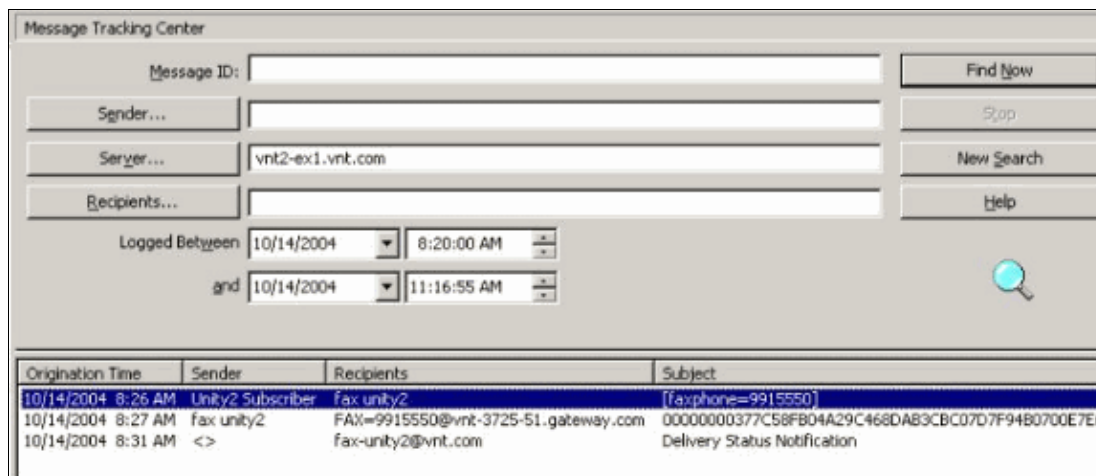 Message Tracking Center
Message ID: Find Now
Sender... Stop
Server... vnt2-ex1.vnt.com New Search
Recipients... Help
Logged Between 10/14/2004 8:20:00 AM
and 10/14/2004 11:16:55 AM
Origination Time Sender Recipients Subject
10/14/2004 8:26 AM Unity2 Subscriber fax unity2 [faxphone=9915550]
10/14/2004 8:27 AM fax unity2 FAX=9915550@vnt-3725-51.gateway.com
10/14/2004 8:31 AM <> fax-unity2@vnt.com Delivery Status Notification